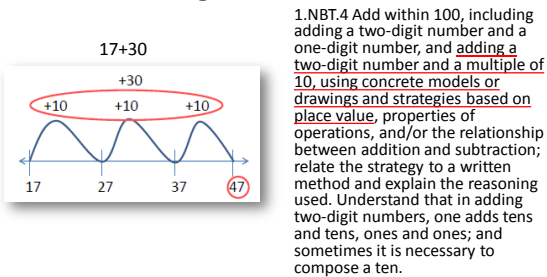 17+30
+30
+10 +10 +10
17 27 37 47
1.NBT.4 Add within 100, including
adding a two-digit number and a
one-digit number, and adding a
two-digit number and a multiple of
10, using concrete models or
drawings and strategies based on
place value, properties of
operations, and/or the relationship
between addition and subtraction;
relate the strategy to a written
method and explain the reasoning
used. Understand that in adding
two-digit numbers, one adds tens
and tens, ones and ones; and
sometimes it is necessary to
compose a ten.